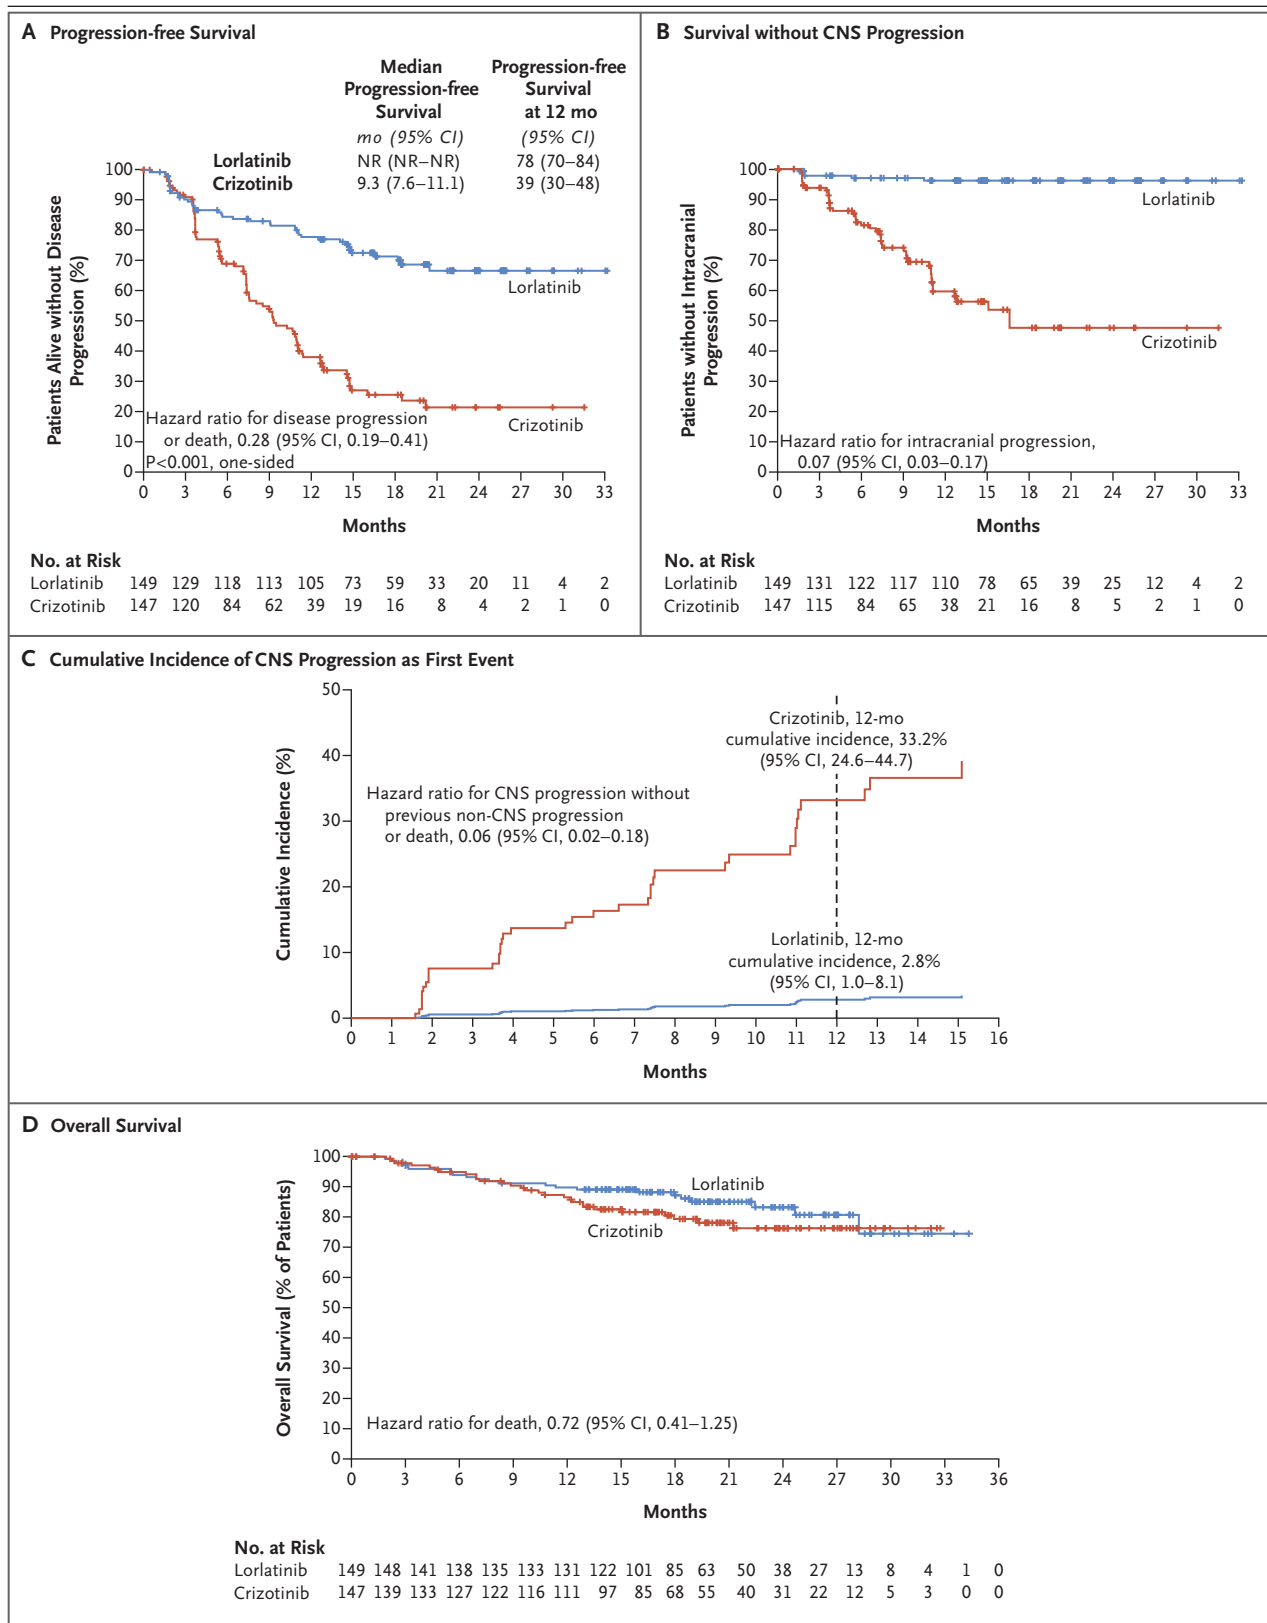 A Progression-free Survival
Median
Progression-free
Survival
Progression-free
Survival
at 12 mo
mo (95% CI) (95% CI)
Lorlatinib NR (NR–NR) 78 (70–84)
Crizotinib 9.3 (7.6–11.1) 39 (30–48)
Patients Alive without Disease
Progression (%)
100
90
80
70
60
50
40
30
20
10
0
Lorlatinib
Crizotinib
Hazard ratio for disease progression
or death, 0.28 (95% CI, 0.19–0.41)
P<0.001, one-sided
0 3 6 9 12 15 18 21 24 27 30 33
Months
No. at Risk
Lorlatinib 149 129 118 113 105 73 59 33 20 11 4 2
Crizotinib 147 120 84 62 39 19 16 8 4 2 1 0
B Survival without CNS Progression
Patients without Intracranial
Progression (%)
100
90
80
70
60
50
40
30
20
10
0
Lorlatinib
Crizotinib
Hazard ratio for intracranial progression,
0.07 (95% CI, 0.03–0.17)
0 3 6 9 12 15 18 21 24 27 30 33
Months
No. at Risk
Lorlatinib 149 131 122 117 110 78 65 39 25 12 4 2
Crizotinib 147 115 84 65 38 21 16 8 5 2 1 0
C Cumulative Incidence of CNS Progression as First Event
Cumulative Incidence (%)
50
40
30
20
10
0
Crizotinib, 12-mo
cumulative incidence, 33.2%
(95% CI, 24.6–44.7)
Hazard ratio for CNS progression without
previous non-CNS progression
or death, 0.06 (95% CI, 0.02–0.18)
Lorlatinib, 12-mo
cumulative incidence, 2.8%
(95% CI, 1.0–8.1)
0 1 2 3 4 5 6 7 8 9 10 11 12 13 14 15 16
Months
D Overall Survival
Overall Survival (% of Patients)
100
90
80
70
60
50
40
30
20
10
0
Lorlatinib
Crizotinib
Hazard ratio for death, 0.72 (95% CI, 0.41–1.25)
0 3 6 9 12 15 18 21 24 27 30 33 36
Months
No. at Risk
Lorlatinib 149 148 141 138 135 133 131 122 101 85 63 50 38 27 13 8 4 1 0
Crizotinib 147 139 133 127 122 116 111 97 85 68 55 40 31 22 12 5 3 0 0